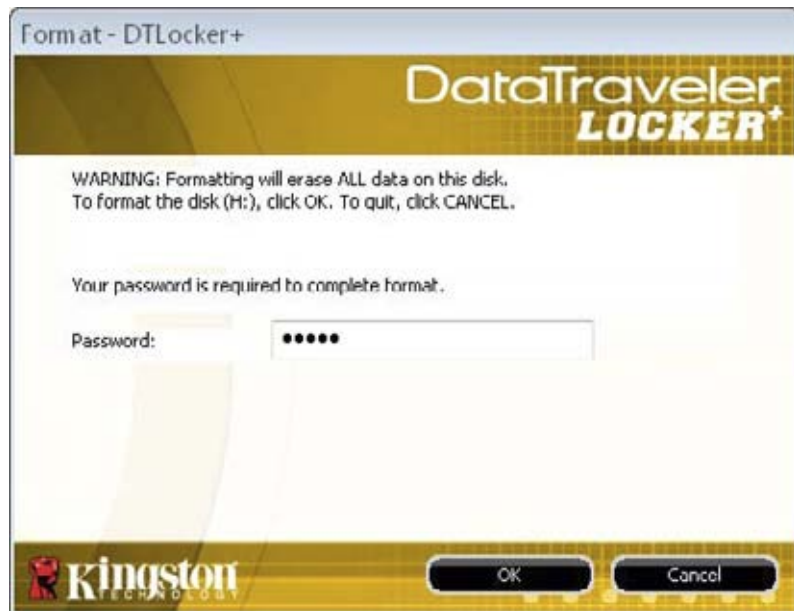 Format - DTLocker+
DataTraveler
LOCKER+
WARNING: Formatting will erase ALL data on this disk.
To format the disk (H:), click OK. To quit, click CANCEL.
Your password is required to complete format.
Password: •••••
Kingston
TECHNOLOGY
OK Cancel